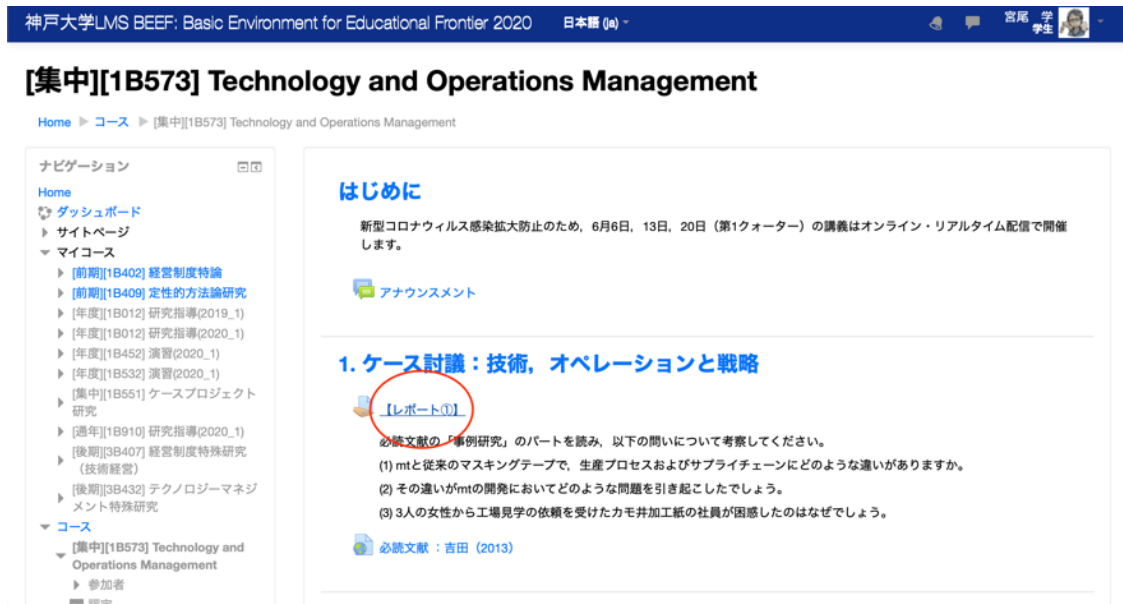 神戸大学LMS BEEF: Basic Environment for Educational Frontier 2020 日本語 (ja)
宮尾 学
学生
[集中][1B573] Technology and Operations Management
Home ▶ コース ▶ [集中][1B573] Technology and Operations Management
ナビゲーション
Home
ダッシュボード
サイトページ
マイコース
[前期][1B402] 経営制度特論
[前期][1B409] 定性的方法論研究
[年度][1B012] 研究指導(2019_1)
[年度][1B012] 研究指導(2020_1)
[年度][1B452] 演習(2020_1)
[年度][1B532] 演習(2020_1)
[集中][1B551] ケースプロジェクト
研究
[通年][1B910] 研究指導(2020_1)
[後期][3B407] 経営制度特殊研究
（技術経営）
[後期][3B432] テクノロジーマネジ
メント特殊研究
コース
[集中][1B573] Technology and
Operations Management
参加者
はじめに
新型コロナウィルス感染拡大防止のため，6月6日，13日，20日（第1クォーター）の講義はオンライン・リアルタイム配信で開催
します。
アナウンスメント
1. ケース討議：技術，オペレーションと戦略
【レポート①】
必読文献の「事例研究」のパートを読み，以下の問いについて考察してください。
(1) mtと従来のマスキングテープで，生産プロセスおよびサプライチェーンにどのような違いがありますか。
(2) その違いがmtの開発においてどのような問題を引き起こしたでしょう。
(3) 3人の女性から工場見学の依頼を受けたカモ井加工紙の社員が困惑したのはなぜでしょう。
必読文献 ：吉田（2013）